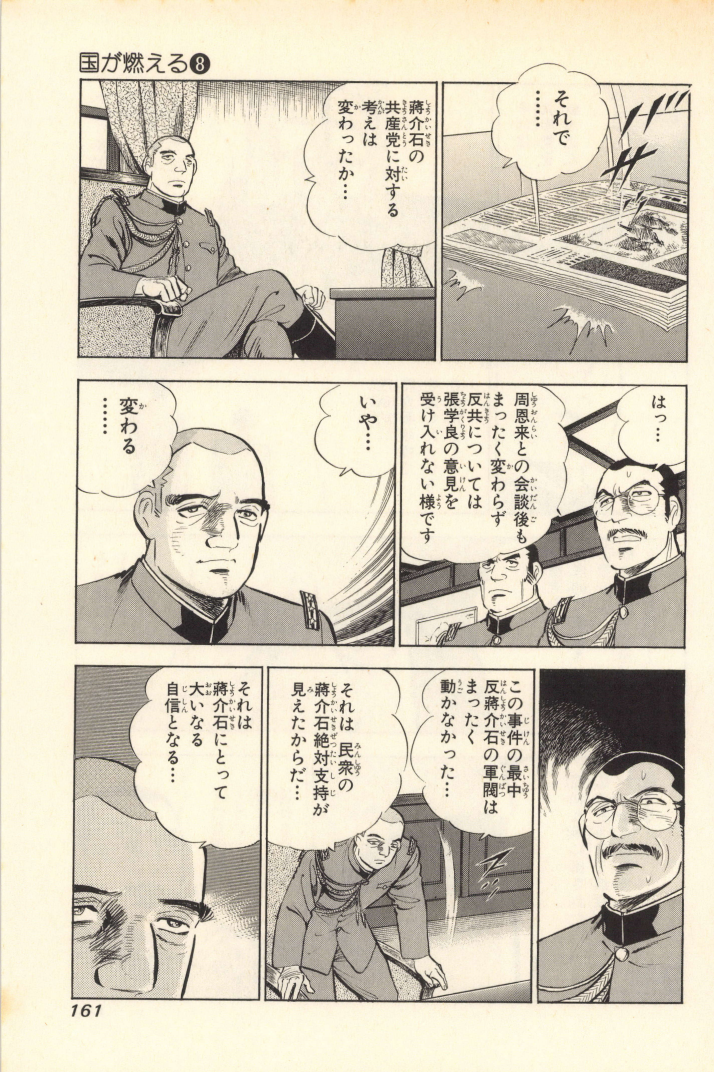 国が燃える❽
それで
……
バサ
蔣介石の
共産党に対する
考えは
変わったか…
はっ…
周恩来との会談後も
まったく変わらず
反共については
張学良の意見を
受け入れない様です
いや…
変わる
……
この事件の最中
反蔣介石の軍閥は
まったく
動かなかった…
それは 民衆の
蔣介石絶対支持が
見えたからだ…
それは
蔣介石にとって
大いなる
自信となる…
161